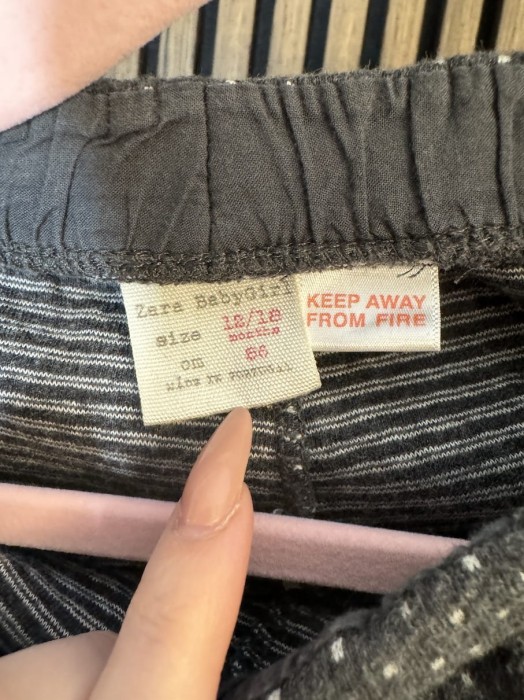 Zara BabyGirl
size 12/18
months
cm 86
MADE IN PORTUGAL
KEEP AWAY
FROM FIRE